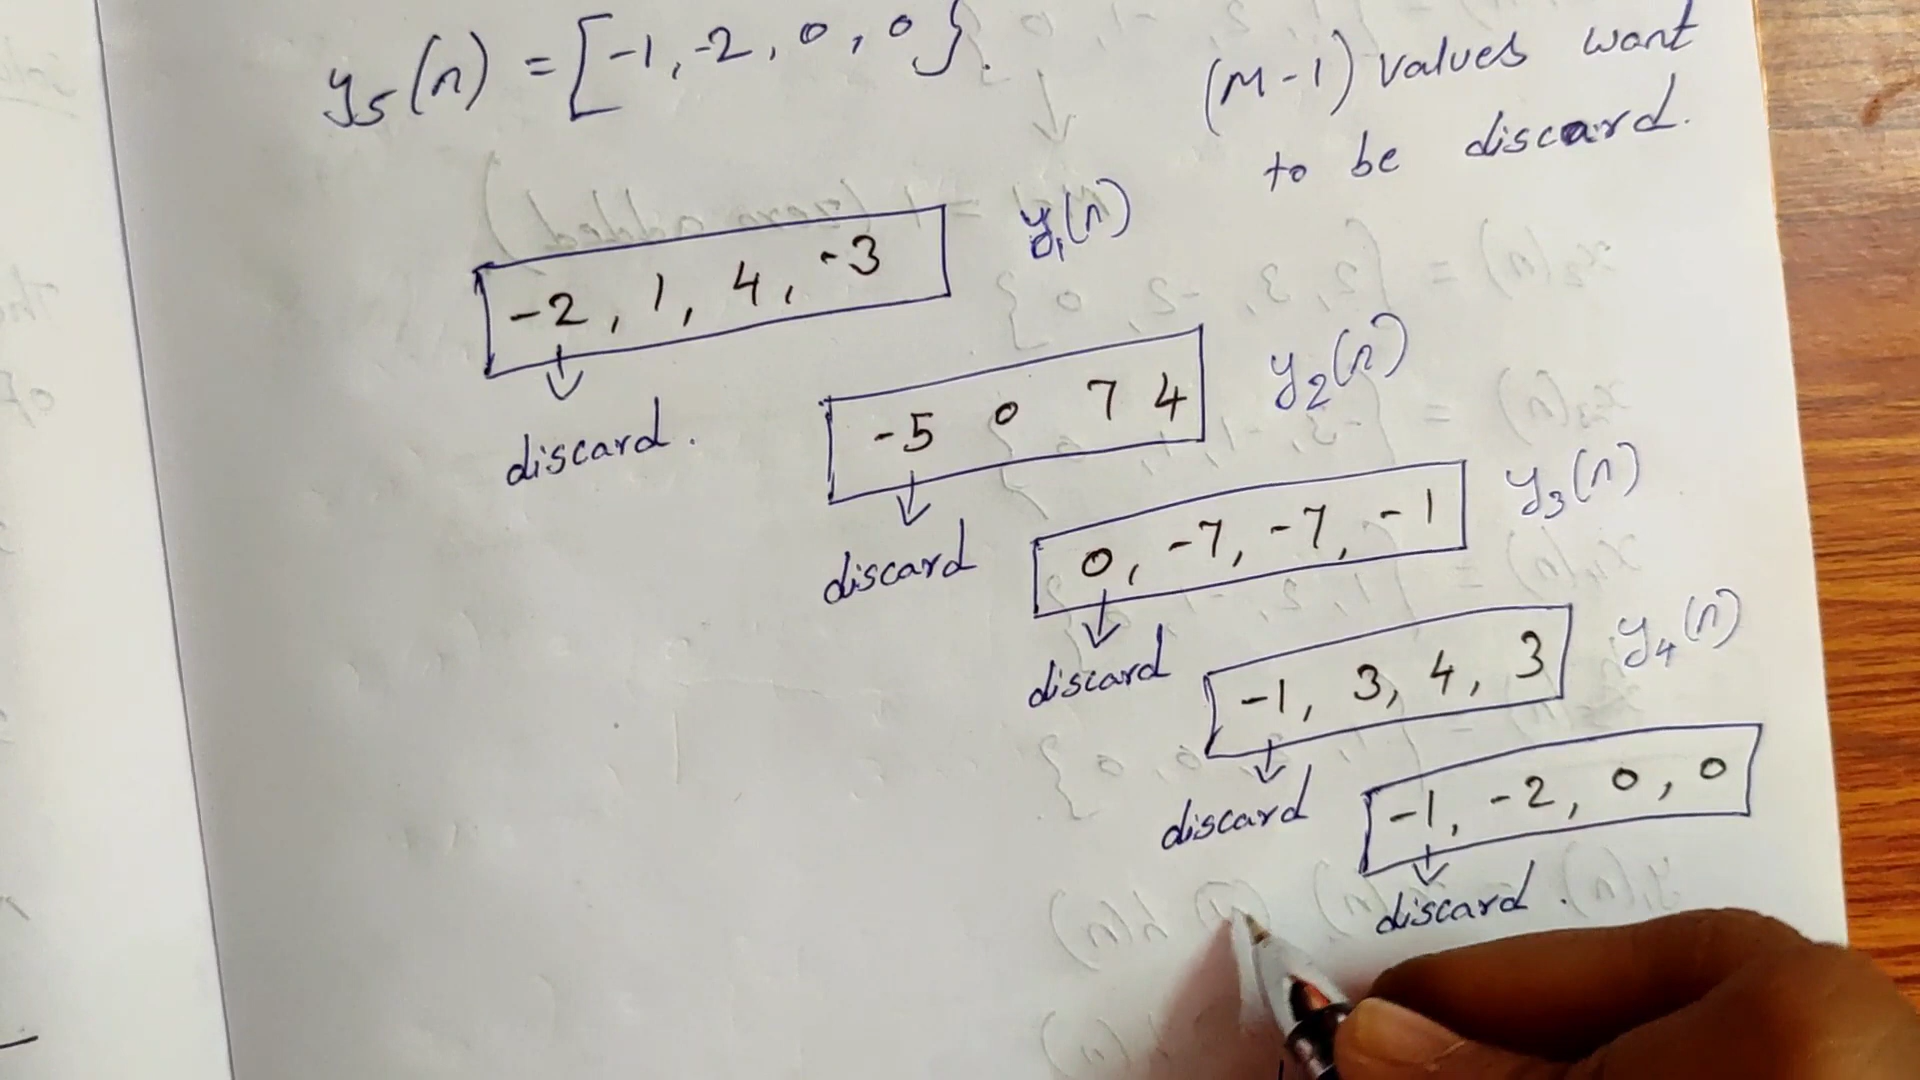 y5(n) = [-1, -2, 0, 0}.
(M-1) values want
to be discard.
-2, 1, 4, -3
y1(n)
discard.
-5 0 7 4
y2(n)
discard
0, -7, -7, -1
y3(n)
discard
-1, 3, 4, 3
y4(n)
discard
-1, -2, 0, 0
discard.